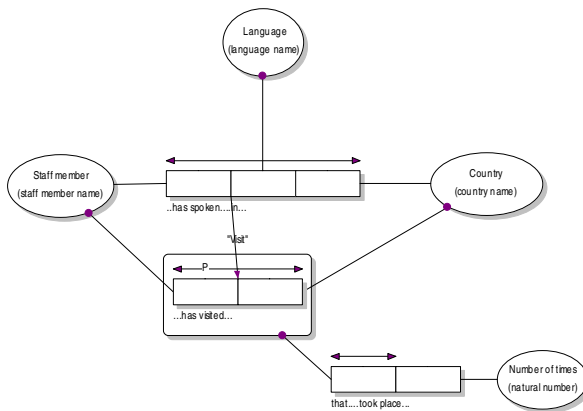 Language
(language name)
Staff member
(staff member name)
Country
(country name)
..has spoken....in...
"Visit"
P
...has visited...
Number of times
(natural number)
that....took place...